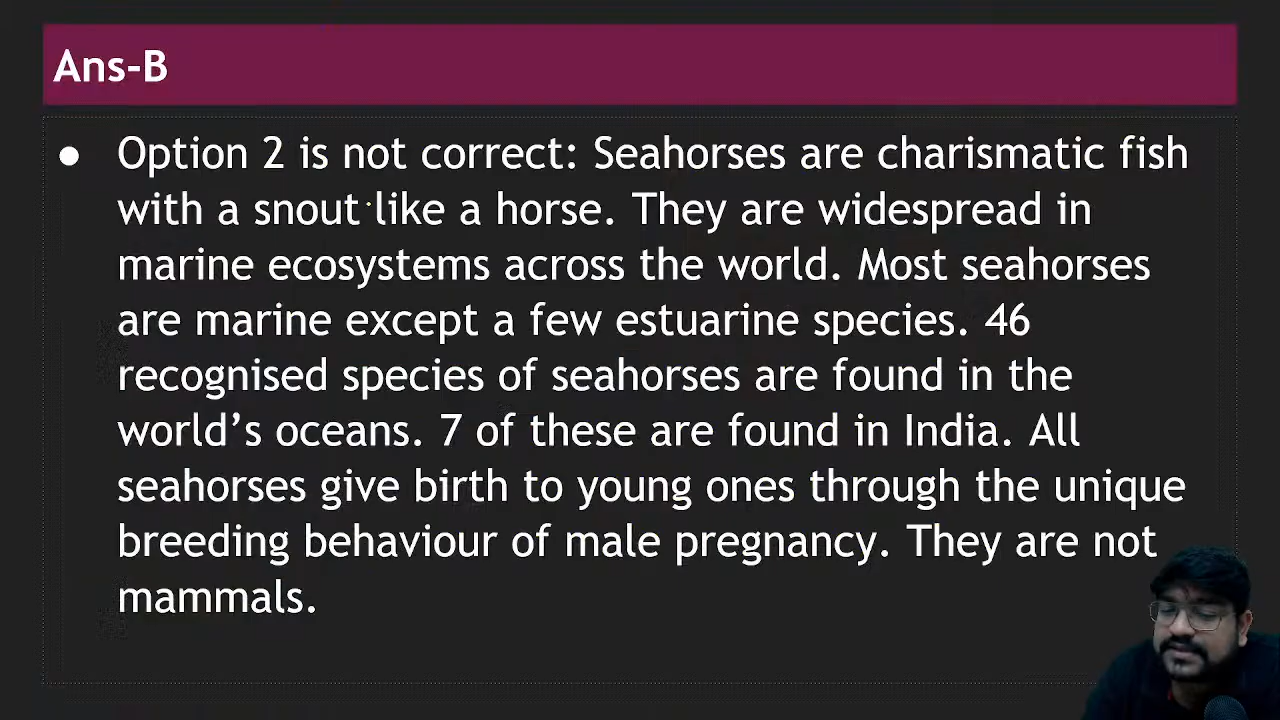 Ans-B
● Option 2 is not correct: Seahorses are charismatic fish
with a snout like a horse. They are widespread in
marine ecosystems across the world. Most seahorses
are marine except a few estuarine species. 46
recognised species of seahorses are found in the
world’s oceans. 7 of these are found in India. All
seahorses give birth to young ones through the unique
breeding behaviour of male pregnancy. They are not
mammals.